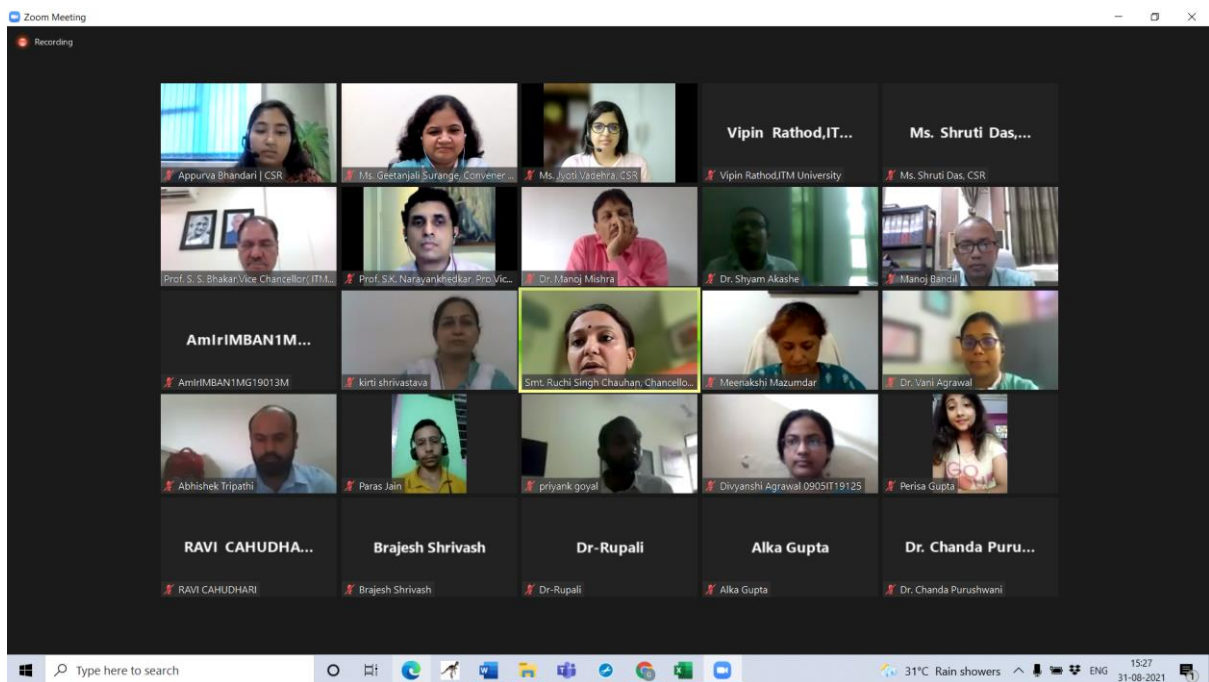 Zoom Meeting
Recording
Appurva Bhandari | CSR
Ms. Geetanjali Surange, Convener ...
Ms. Jyoti Vadehra, CSR
Vipin Rathod,IT...
Vipin Rathod,ITM University
Ms. Shruti Das,...
Ms. Shruti Das, CSR
Prof. S. S. Bhakar Vice Chancellor, ITM...
Prof. S.K. Narayankhedkar, Pro Vic...
Dr. Manoj Mishra
Dr. Shyam Akashe
Manoj Bandil
AmIrIMBAN1M...
AmIrIMBAN1MG19013M
kirti shrivastava
Smt. Ruchi Singh Chauhan, Chancello...
Meenakshi Mazumdar
Dr. Vani Agrawal
Abhishek Tripathi
Paras Jain
priyank goyal
Divyanshi Agrawal 0905IT19125
Perisa Gupta
RAVI CAHUDHA...
RAVI CAHUDHARI
Brajesh Shrivash
Brajesh Shrivash
Dr-Rupali
Dr-Rupali
Alka Gupta
Alka Gupta
Dr. Chanda Puru...
Dr. Chanda Purushwani
Type here to search
31°C Rain showers
ENG
15:27
31-08-2021